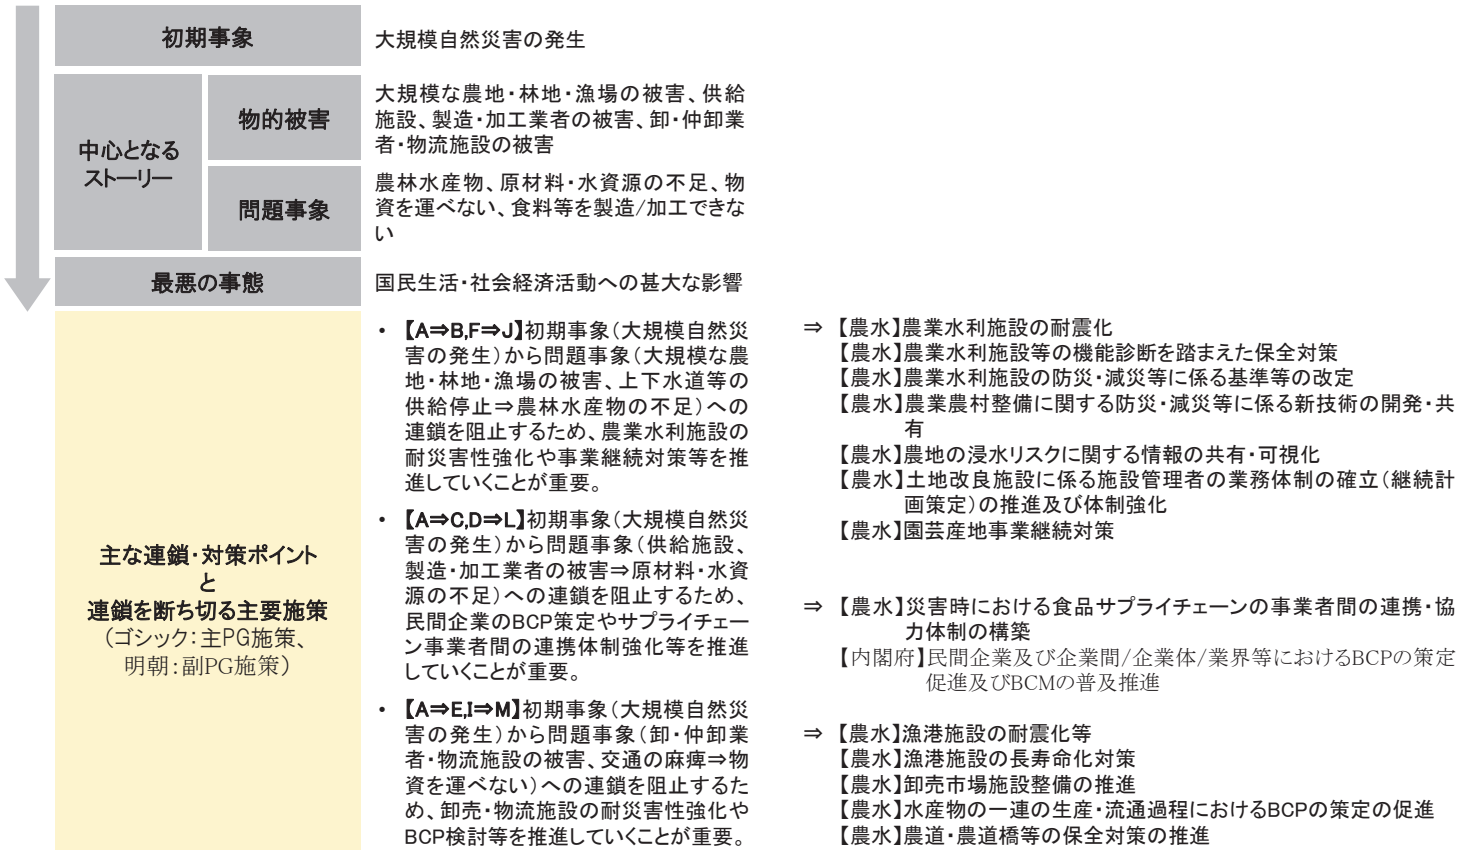 初期事象
大規模自然災害の発生
中心となる
ストーリー
物的被害
大規模な農地・林地・漁場の被害、供給
施設、製造・加工業者の被害、卸・仲卸業
者・物流施設の被害
問題事象
農林水産物、原材料・水資源の不足、物
資を運べない、食料等を製造/加工できな
い
最悪の事態
国民生活・社会経済活動への甚大な影響
主な連鎖・対策ポイント
と
連鎖を断ち切る主要施策
（ゴシック：主PG施策、
明朝：副PG施策）
・ 【A⇒B,F⇒J】初期事象（大規模自然災
害の発生）から問題事象（大規模な農
地・林地・漁場の被害、上下水道等の
供給停止⇒農林水産物の不足）への
連鎖を阻止するため、農業水利施設の
耐災害性強化や事業継続対策等を推
進していくことが重要。
⇒ 【農水】農業水利施設の耐震化
【農水】農業水利施設等の機能診断を踏まえた保全対策
【農水】農業水利施設の防災・減災等に係る基準等の改定
【農水】農業農村整備に関する防災・減災等に係る新技術の開発・共
有
【農水】農地の浸水リスクに関する情報の共有・可視化
【農水】土地改良施設に係る施設管理者の業務体制の確立（継続計
画策定）の推進及び体制強化
【農水】園芸産地事業継続対策
・ 【A⇒C,D⇒L】初期事象（大規模自然災
害の発生）から問題事象（供給施設、
製造・加工業者の被害⇒原材料・水資
源の不足）への連鎖を阻止するため、
民間企業のBCP策定やサプライチェー
ン事業者間の連携体制強化等を推進
していくことが重要。
⇒ 【農水】災害時における食品サプライチェーンの事業者間の連携・協
力体制の構築
【内閣府】民間企業及び企業間/企業体/業界等におけるBCPの策定
促進及びBCMの普及推進
・ 【A⇒E,I⇒M】初期事象（大規模自然災
害の発生）から問題事象（卸・仲卸業
者・物流施設の被害、交通の麻痺⇒物
資を運べない）への連鎖を阻止するた
め、卸売・物流施設の耐災害性強化や
BCP検討等を推進していくことが重要。
⇒ 【農水】漁港施設の耐震化等
【農水】漁港施設の長寿命化対策
【農水】卸売市場施設整備の推進
【農水】水産物の一連の生産・流通過程におけるBCPの策定の促進
【農水】農道・農道橋等の保全対策の推進